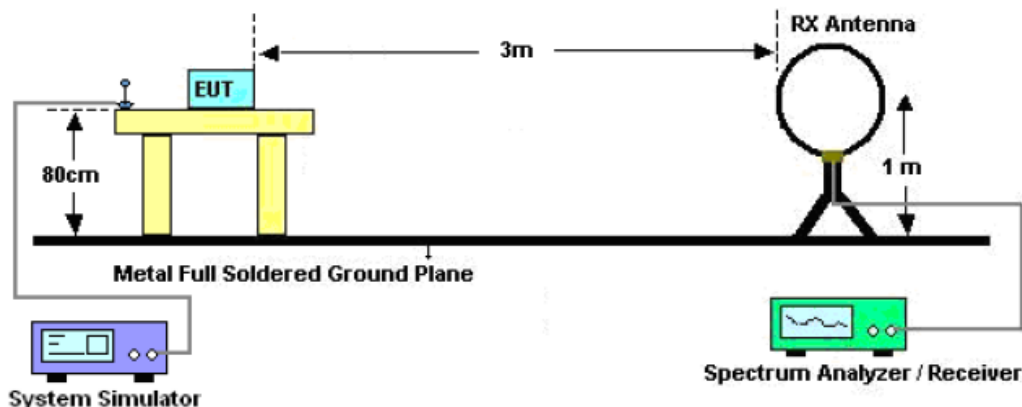 RX Antenna
3m
EUT
80cm
1 m
Metal Full Soldered Ground Plane
System Simulator
Spectrum Analyzer / Receiver